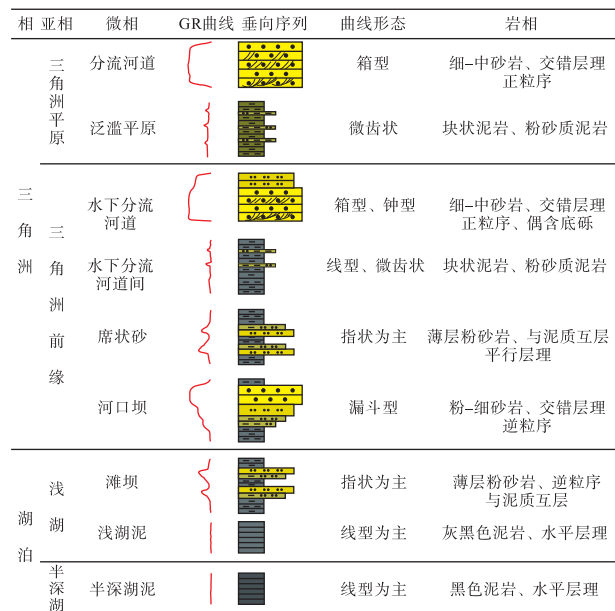 相 亚相 微相 GR曲线 垂向序列 曲线形态 岩相
三角洲
三角洲平原
分流河道 箱型 细–中砂岩、交错层理
正粒序
泛滥平原 微齿状 块状泥岩、粉砂质泥岩
三角洲前缘
水下分流 箱型、钟型 细–中砂岩、交错层理
河道 正粒序、偶含底砾
水下分流 线型、微齿状 块状泥岩、粉砂质泥岩
河道间
席状砂 指状为主 薄层粉砂岩、与泥质互层
平行层理
河口坝 漏斗型 粉–细砂岩、交错层理
逆粒序
湖泊
浅湖
滩坝 指状为主 薄层粉砂岩、逆粒序
与泥质互层
浅湖泥 线型为主 灰黑色泥岩、水平层理
半深湖
半深湖泥 线型为主 黑色泥岩、水平层理